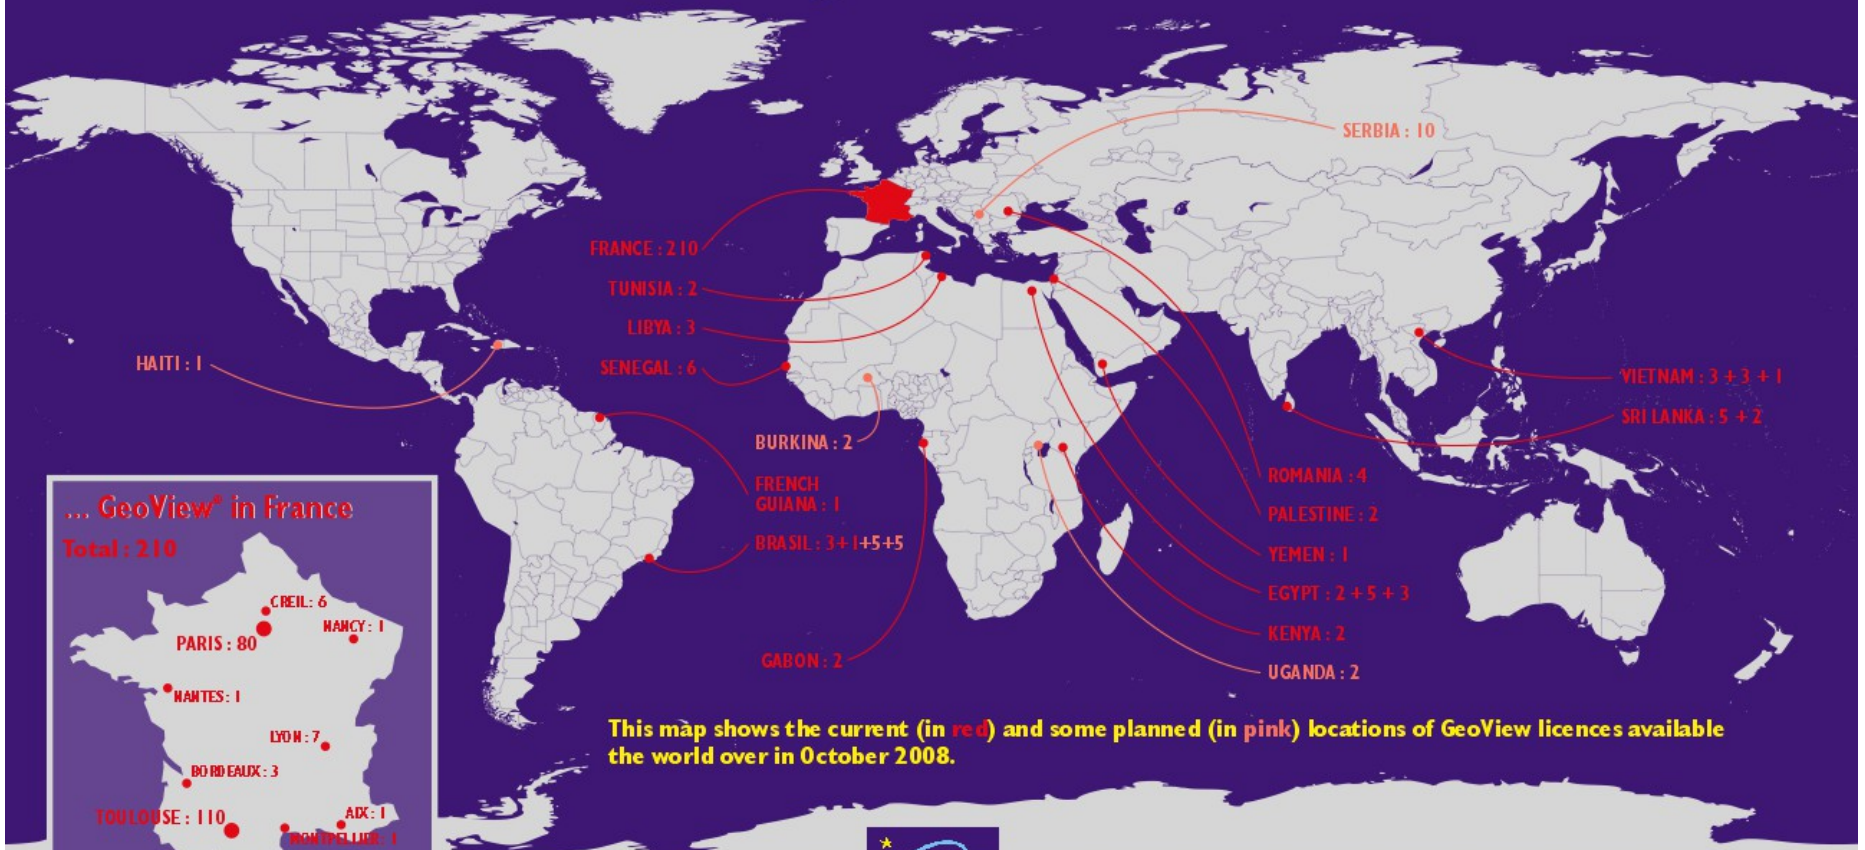 SERBIA : 10
FRANCE : 210
TUNISIA : 2
LIBYA : 3
SENEGAL : 6
HAITI : 1
BURKINA : 2
FRENCH
GUIANA : 1
BRASIL : 3+1+5+5
GABON : 2
VIETNAM : 3 + 3 + 1
SRI LANKA : 5 + 2
ROMANIA : 4
PALESTINE : 2
YEMEN : 1
EGYPT : 2 + 5 + 3
KENYA : 2
UGANDA : 2
... GeoView® in France
Total : 210
CREIL : 6
NANCY : 1
PARIS : 80
NANTES : 1
LYON : 7
BORDEAUX : 3
AIX : 1
TOULOUSE : 110
MONTPELLIER : 1
This map shows the current (in red) and some planned (in pink) locations of GeoView licences available
the world over in October 2008.